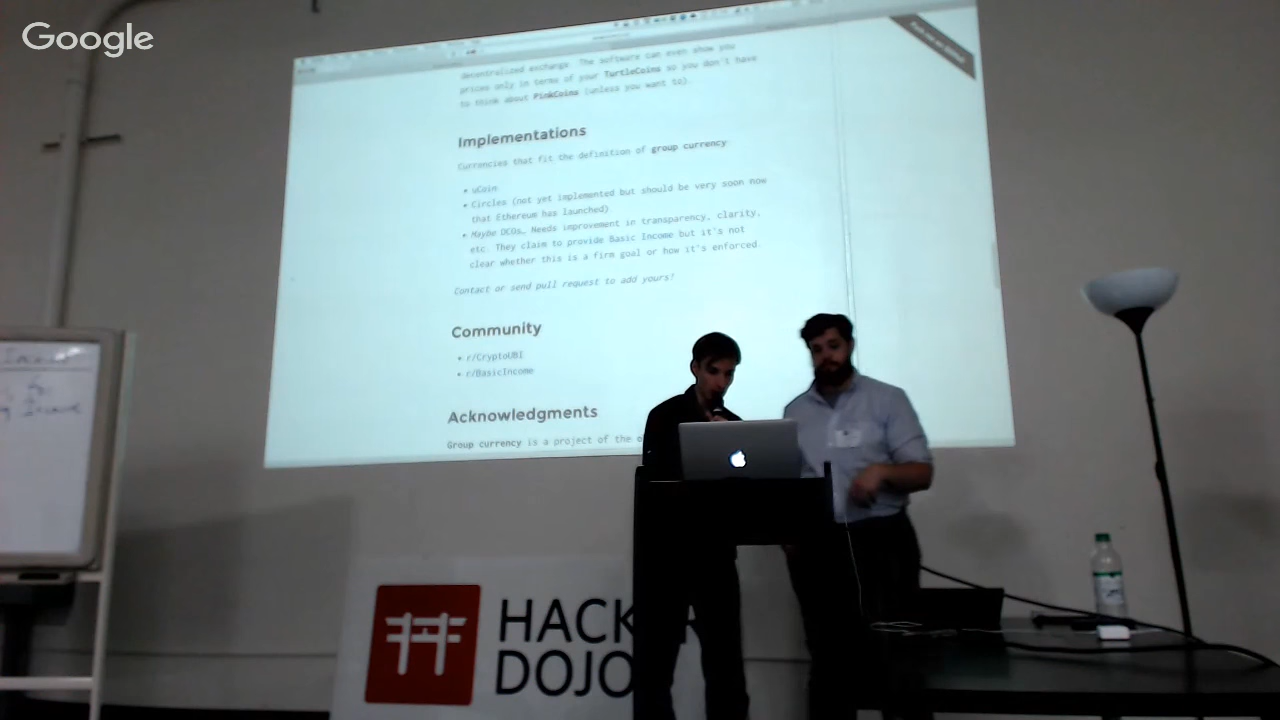 Google
decentralized exchange. The software can even show you
prices only in terms of your TurtleCoins so you don't have
to think about PinkCoins (unless you want to).
Implementations
Currencies that fit the definition of group currency:
uCoin
Circles (not yet implemented but should be very soon now
that Ethereum has launched)
Maybe DCOs… Needs improvement in transparency, clarity,
etc. They claim to provide Basic Income but it's not
clear whether this is a firm goal or how it's enforced.
Contact or send pull request to add yours!
Community
r/CryptoUBI
r/BasicIncome
Acknowledgments
Group currency is a project of the
Income
HACKER
DOJO